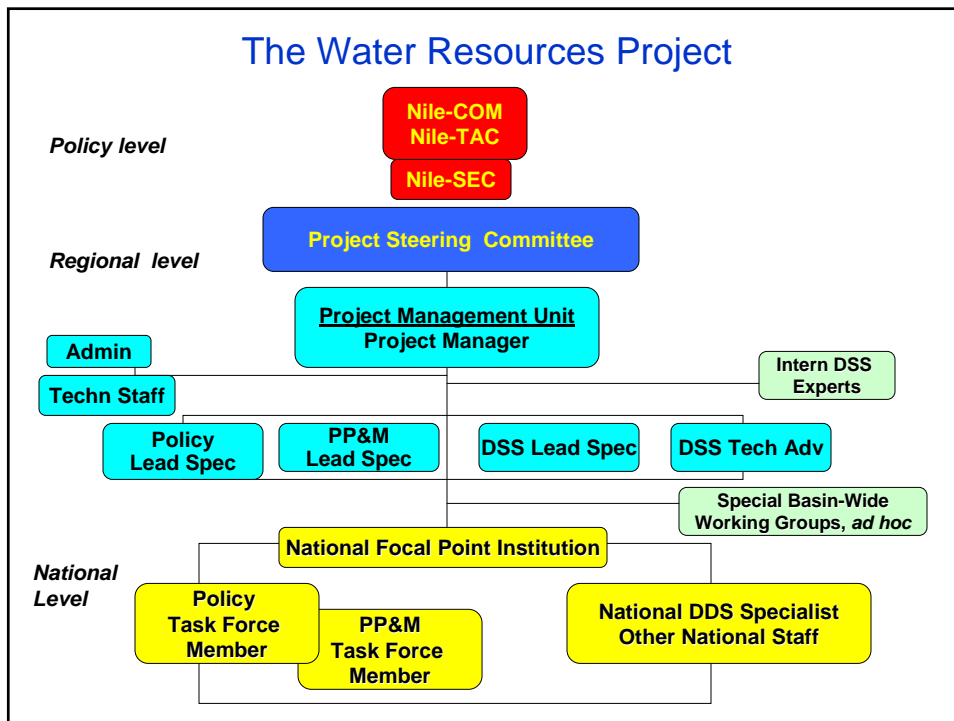 The Water Resources Project
Nile-COM
Nile-TAC
Policy level
Nile-SEC
Project Steering Committee
Regional level
Project Management Unit
Project Manager
Admin
Techn Staff
Intern DSS
Experts
Policy
Lead Spec
PP&M
Lead Spec
DSS Lead Spec
DSS Tech Adv
Special Basin-Wide
Working Groups, ad hoc
National Focal Point Institution
National
Level
Policy
Task Force
Member
PP&M
Task Force
Member
National DDS Specialist
Other National Staff